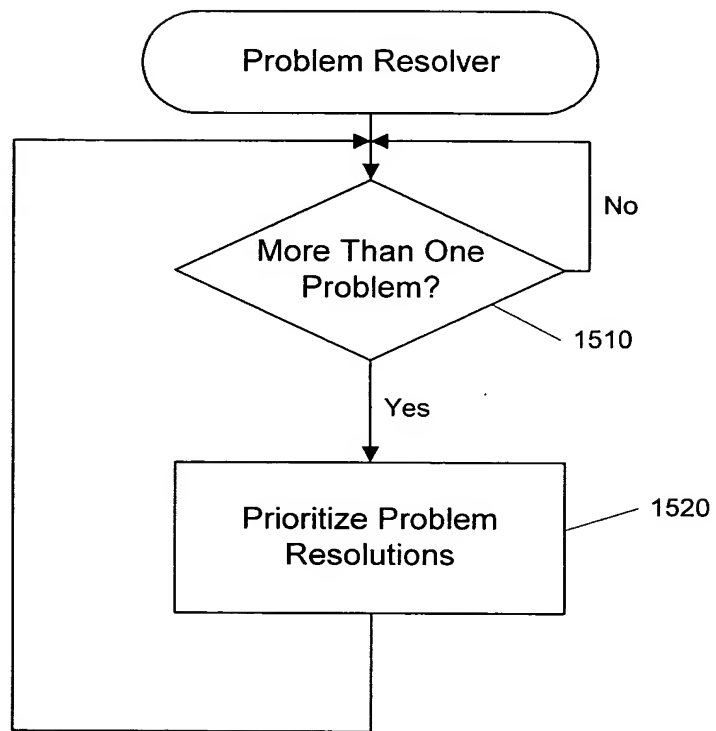 Problem Resolver
No
More Than One
Problem?
1510
Yes
Prioritize Problem
Resolutions
1520